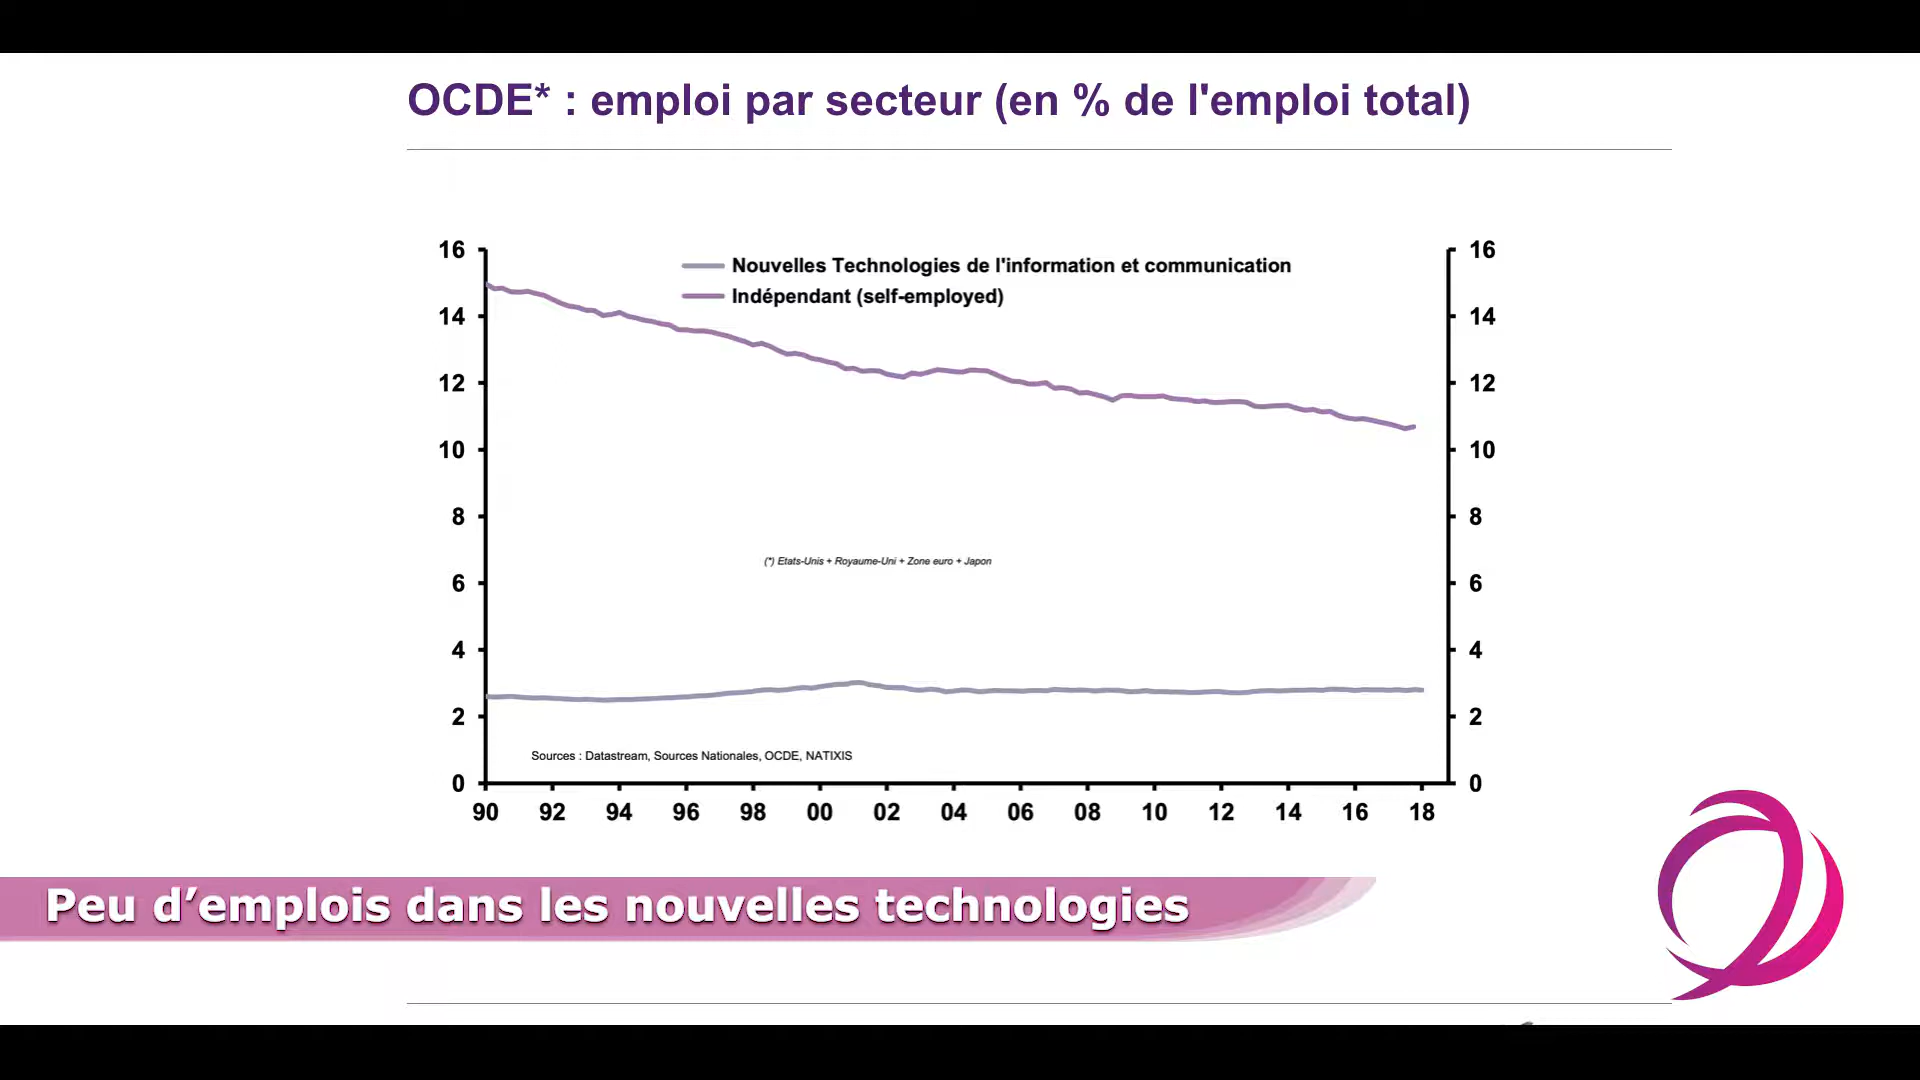 OCDE* : emploi par secteur (en % de l'emploi total)
16 16
Nouvelles Technologies de l'information et communication
Indépendant (self-employed)
14 14
12 12
10 10
8 8
(*) Etats-Unis + Royaume-Uni + Zone euro + Japon
6 6
4 4
2 2
Sources : Datastream, Sources Nationales, OCDE, NATIXIS
0 0
90 92 94 96 98 00 02 04 06 08 10 12 14 16 18
Peu d’emplois dans les nouvelles technologies